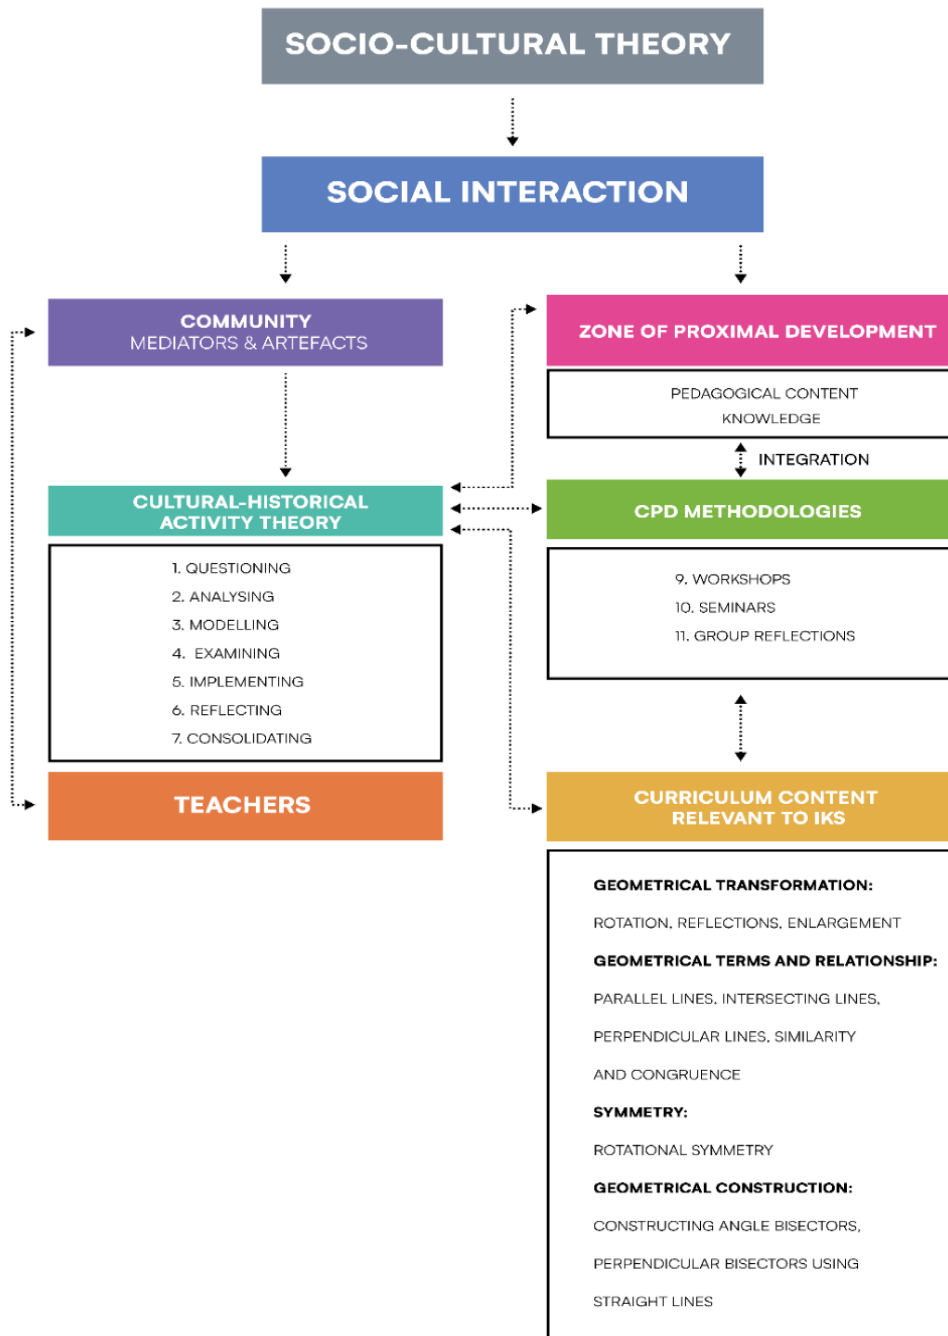 SOCIO-CULTURAL THEORY
SOCIAL INTERACTION
COMMUNITY
MEDIATORS & ARTEFACTS
CULTURAL-HISTORICAL
ACTIVITY THEORY
1. QUESTIONING
2. ANALYSING
3. MODELLING
4. EXAMINING
5. IMPLEMENTING
6. REFLECTING
7. CONSOLIDATING
TEACHERS
ZONE OF PROXIMAL DEVELOPMENT
PEDAGOGICAL CONTENT
KNOWLEDGE
INTEGRATION
CPD METHODOLOGIES
9. WORKSHOPS
10. SEMINARS
11. GROUP REFLECTIONS
CURRICULUM CONTENT
RELEVANT TO IKS
GEOMETRICAL TRANSFORMATION:
ROTATION, REFLECTIONS, ENLARGEMENT
GEOMETRICAL TERMS AND RELATIONSHIP:
PARALLEL LINES, INTERSECTING LINES,
PERPENDICULAR LINES, SIMILARITY
AND CONGRUENCE
SYMMETRY:
ROTATIONAL SYMMETRY
GEOMETRICAL CONSTRUCTION:
CONSTRUCTING ANGLE BISECTORS,
PERPENDICULAR BISECTORS USING
STRAIGHT LINES